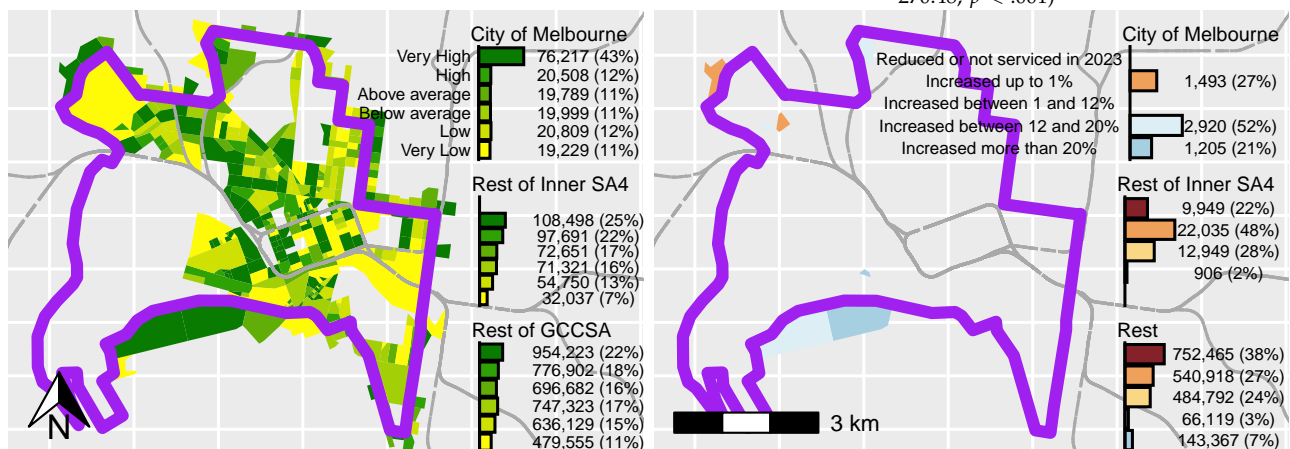 270.48, p < .001)
City of Melbourne
Very High 76,217 (43%)
High 20,508 (12%)
Above average 19,789 (11%)
Below average 19,999 (11%)
Low 20,809 (12%)
Very Low 19,229 (11%)
Rest of Inner SA4
108,498 (25%)
97,691 (22%)
72,651 (17%)
71,321 (16%)
54,750 (13%)
32,037 (7%)
Rest of GCCSA
954,223 (22%)
776,902 (18%)
696,682 (16%)
747,323 (17%)
636,129 (15%)
479,555 (11%)
N
City of Melbourne
Reduced or not serviced in 2023
Increased up to 1% 1,493 (27%)
Increased between 1 and 12%
Increased between 12 and 20% 2,920 (52%)
Increased more than 20% 1,205 (21%)
Rest of Inner SA4
9,949 (22%)
22,035 (48%)
12,949 (28%)
906 (2%)
Rest
752,465 (38%)
540,918 (27%)
484,792 (24%)
66,119 (3%)
143,367 (7%)
3 km